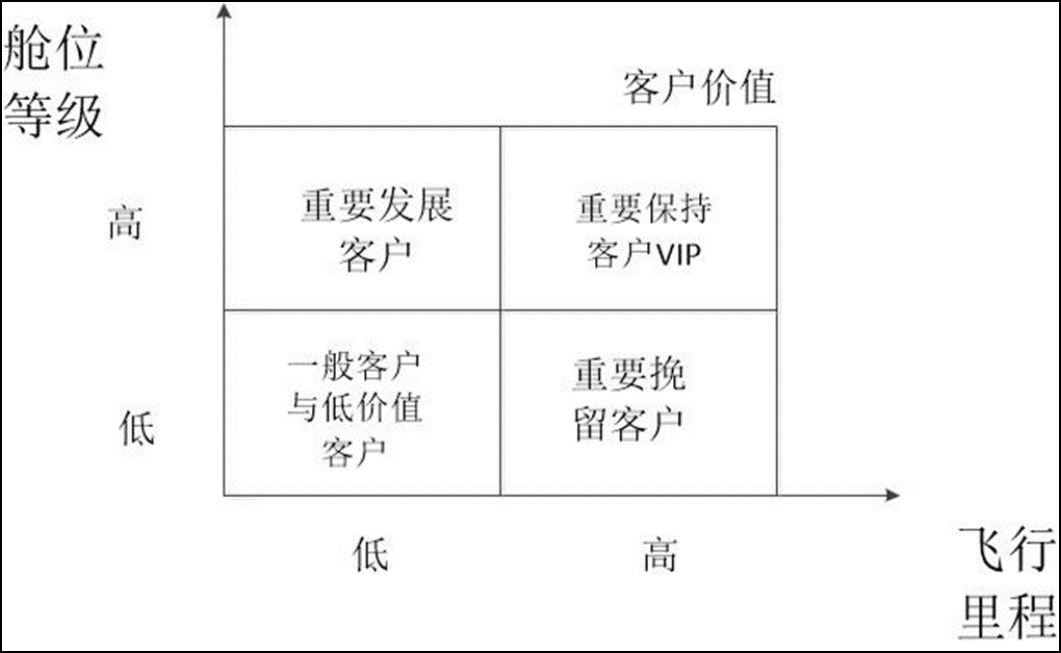 舱位
等级
客户价值
高
重要发展
客户
重要保持
客户VIP
低
一般客户
与低价值
客户
重要挽
留客户
低
高
飞行
里程